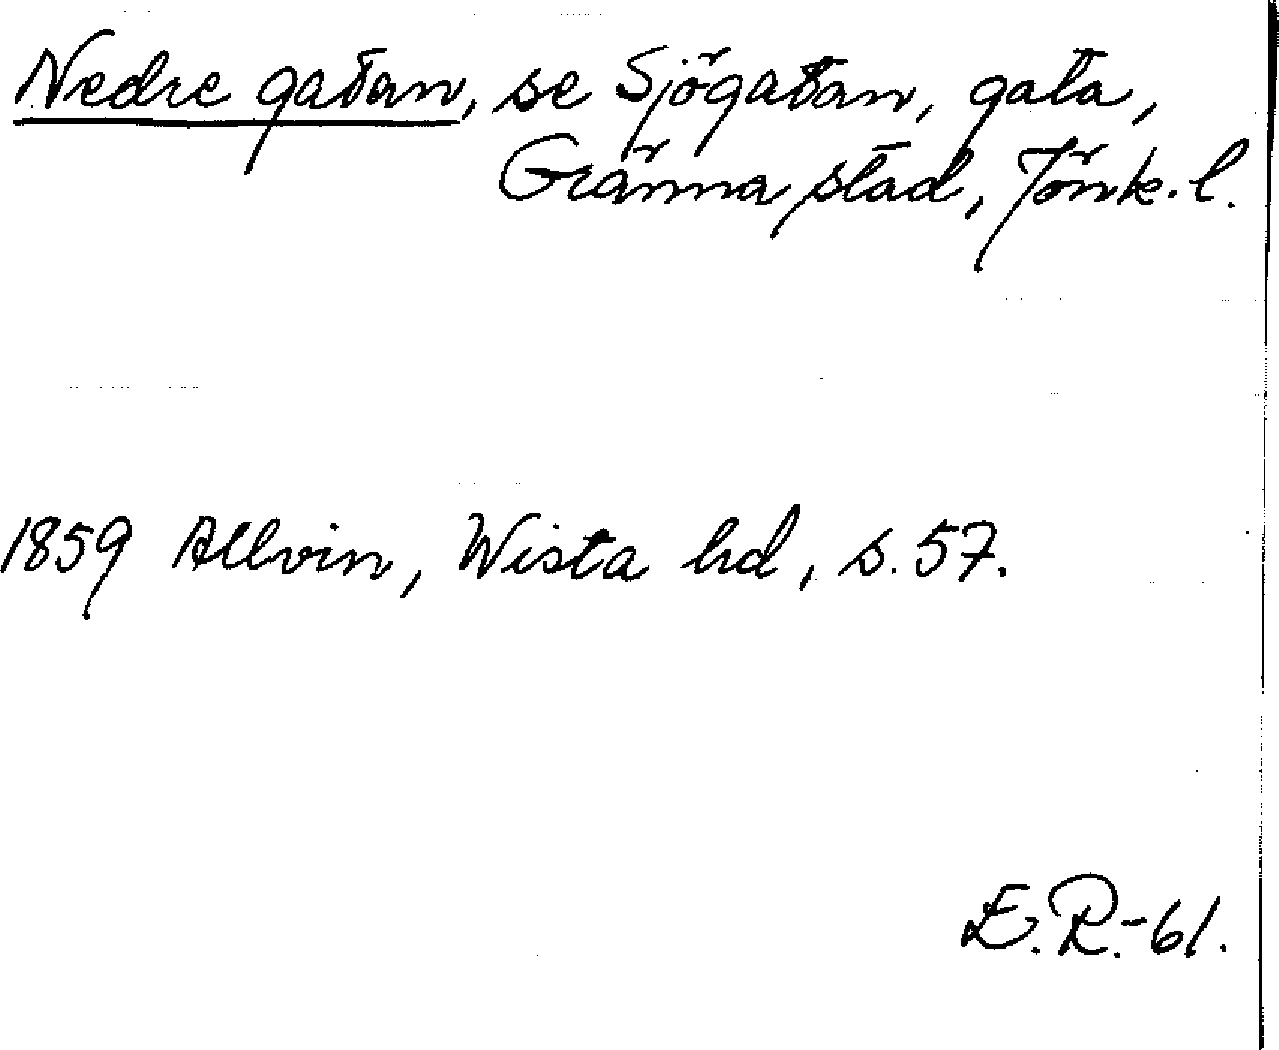 Nedre gatan, se Sjögatan, gata,
Gränna stad, Jönk. l.
1859 Allvin, Wista hd, s. 57.
E. R. -61.